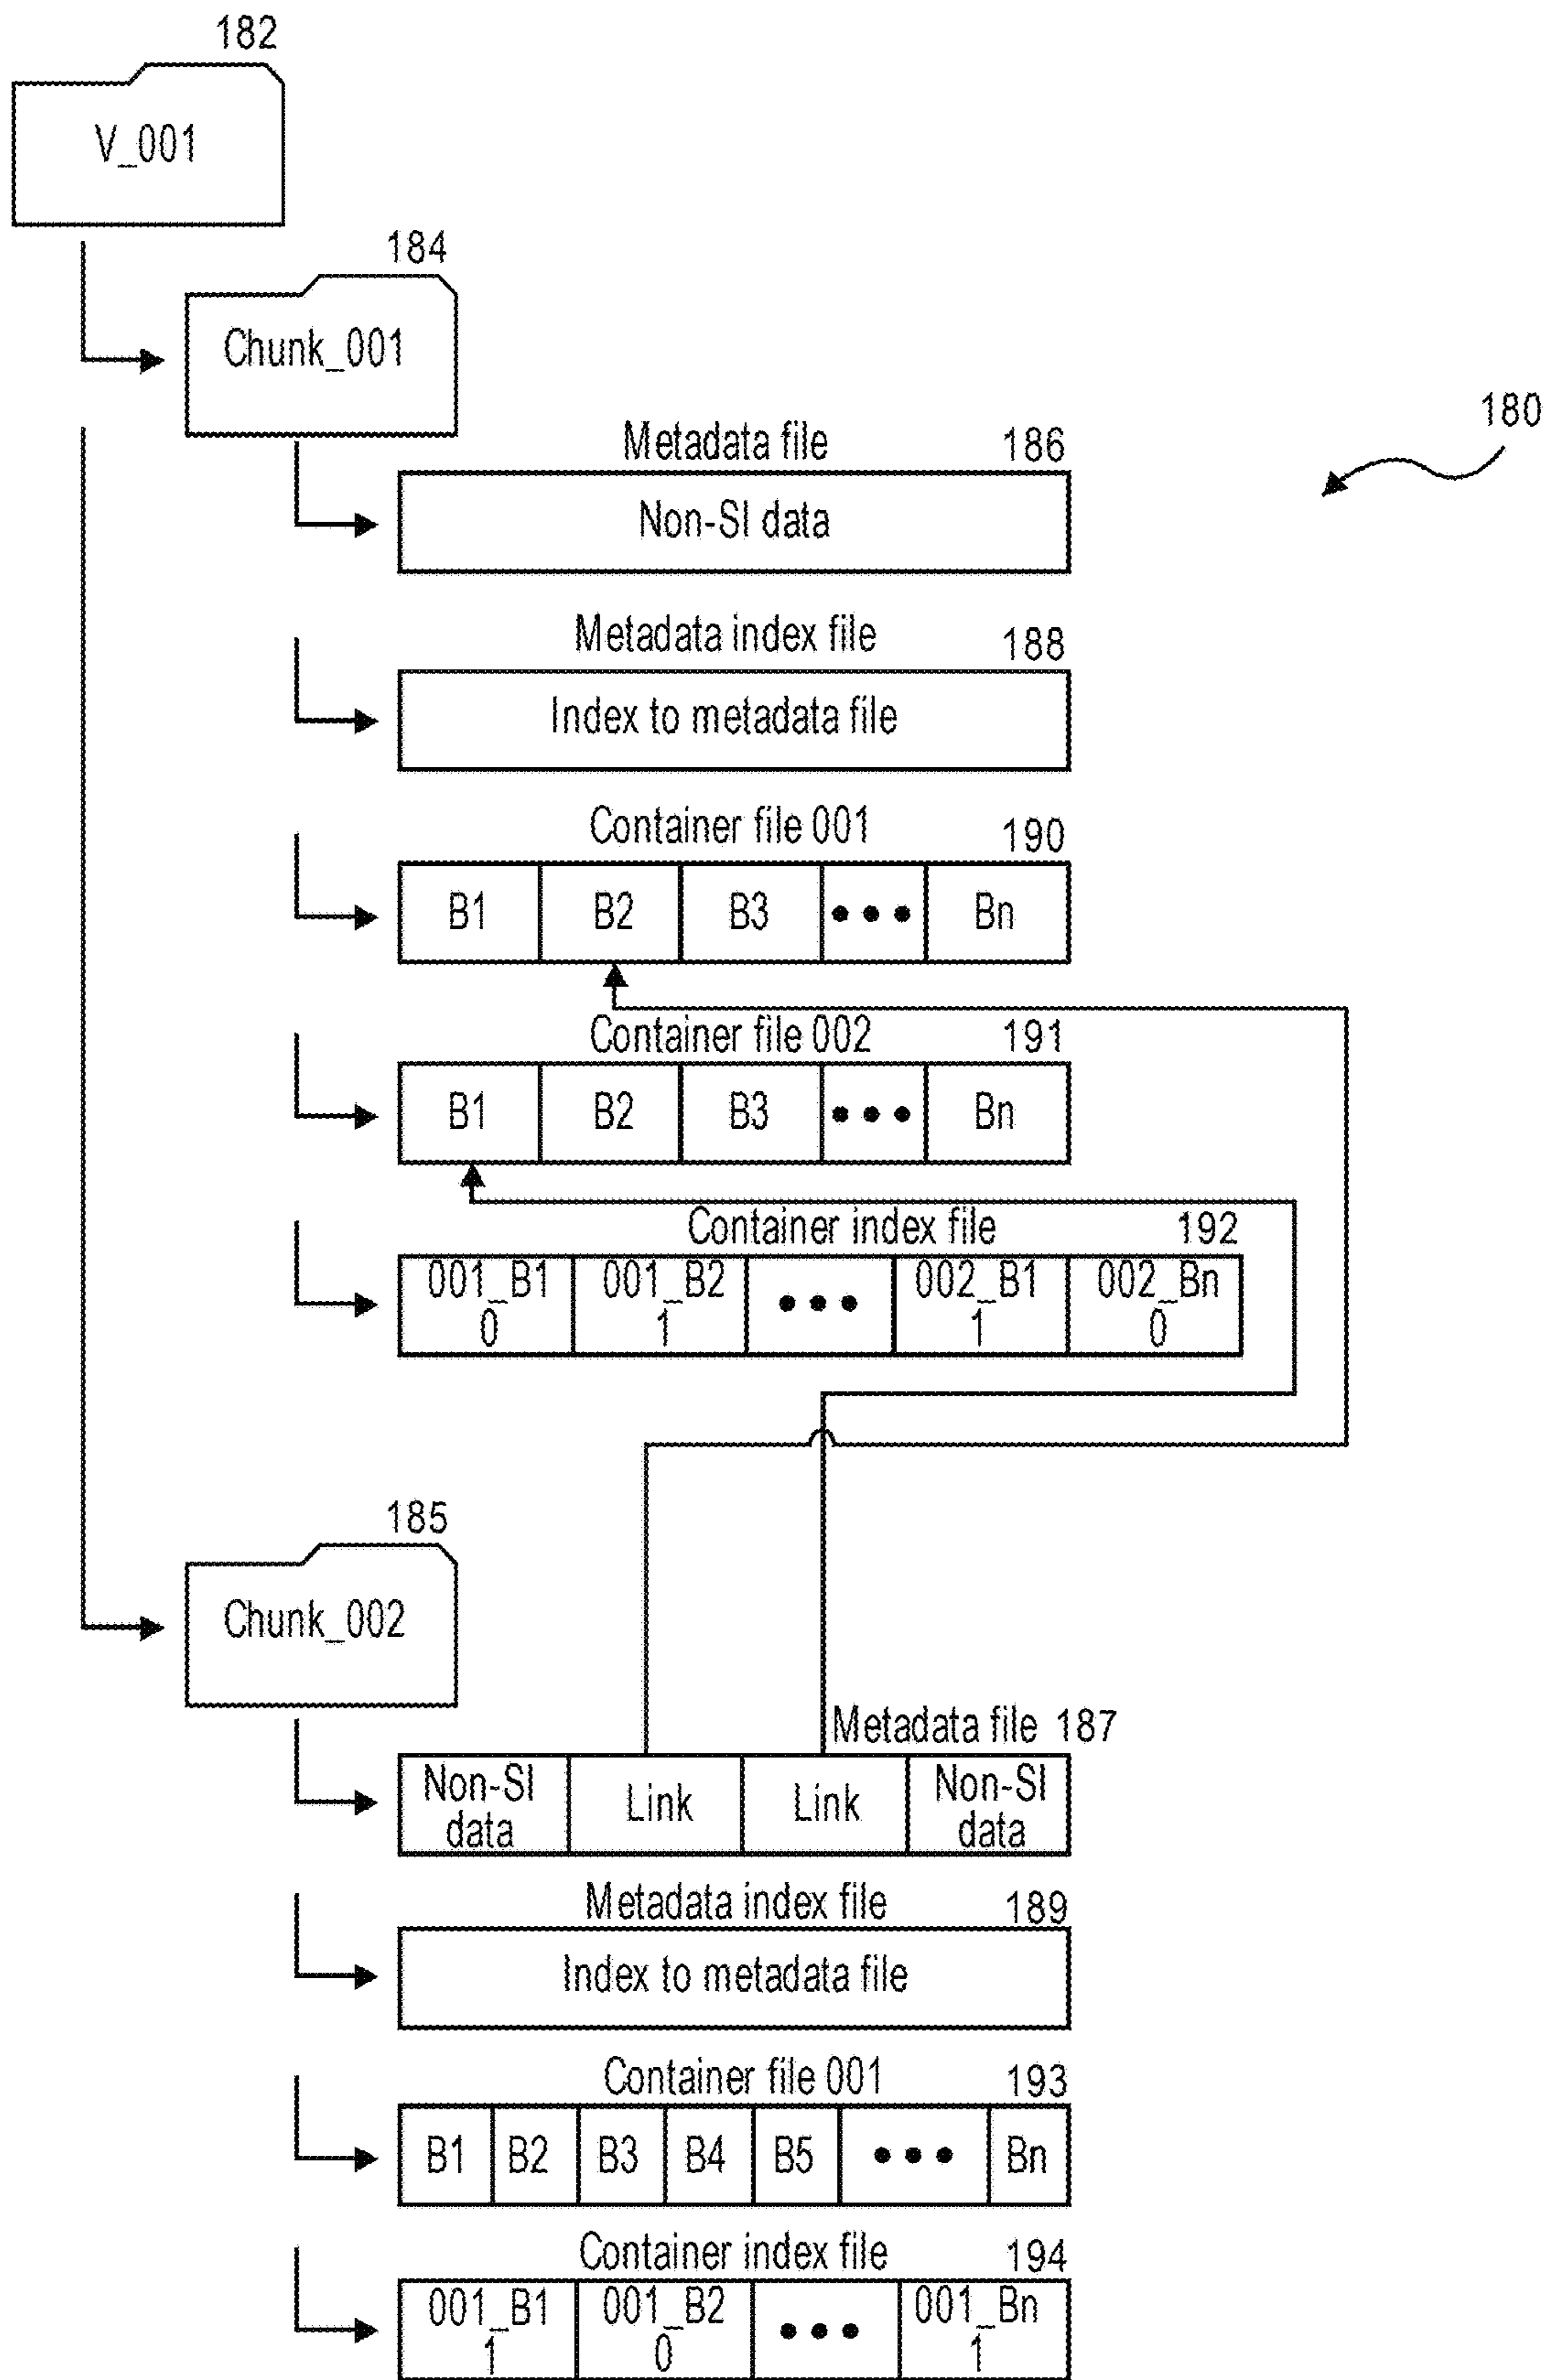 182
V_001
184
Chunk_001
180
Metadata file 186
Non-SI data
Metadata index file 188
Index to metadata file
Container file 001 190
B1 B2 B3 ••• Bn
Container file 002 191
B1 B2 B3 ••• Bn
Container index file 192
001_B1 001_B2 ••• 002_B1 002_Bn
0 1 1 0
185
Chunk_002
Metadata file 187
Non-SI Link Link Non-SI
data data
Metadata index file 189
Index to metadata file
Container file 001 193
B1 B2 B3 B4 B5 ••• Bn
Container index file 194
001_B1 001_B2 ••• 001_Bn
1 0 1